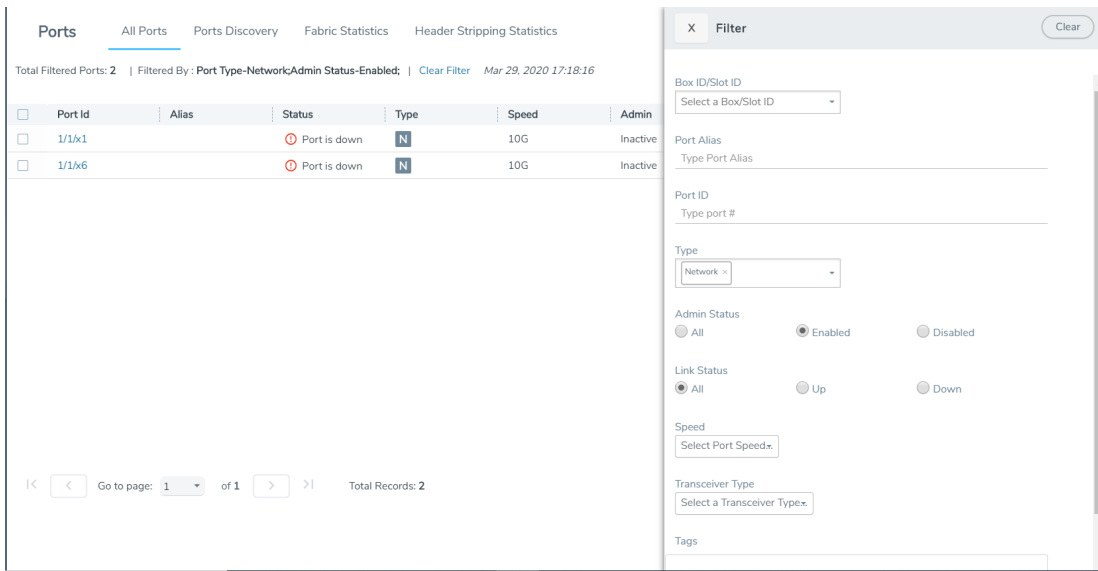 Ports All Ports Ports Discovery Fabric Statistics Header Stripping Statistics
Total Filtered Ports: 2 | Filtered By : Port Type-Network;Admin Status-Enabled; | Clear Filter Mar 29, 2020 17:18:16
Port Id Alias Status Type Speed Admin
1/1/x1 Port is down N 10G Inactive
1/1/x6 Port is down N 10G Inactive
Go to page: 1 of 1 Total Records: 2
X Filter Clear
Box ID/Slot ID
Select a Box/Slot ID
Port Alias
Type Port Alias
Port ID
Type port #
Type
Network ×
Admin Status
All Enabled Disabled
Link Status
All Up Down
Speed
Select Port Speed...
Transceiver Type
Select a Transceiver Type...
Tags